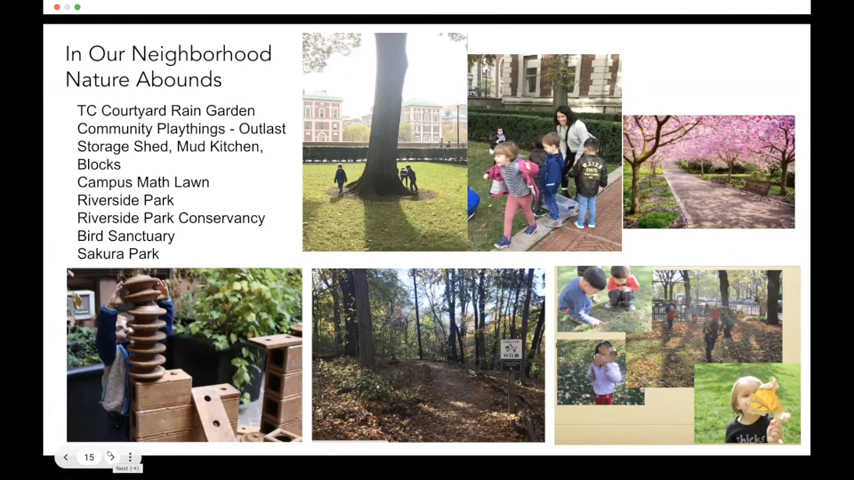 In Our Neighborhood
Nature Abounds
TC Courtyard Rain Garden
Community Playthings - Outlast
Storage Shed, Mud Kitchen,
Blocks
Campus Math Lawn
Riverside Park
Riverside Park Conservancy
Bird Sanctuary
Sakura Park
15
Next (→)